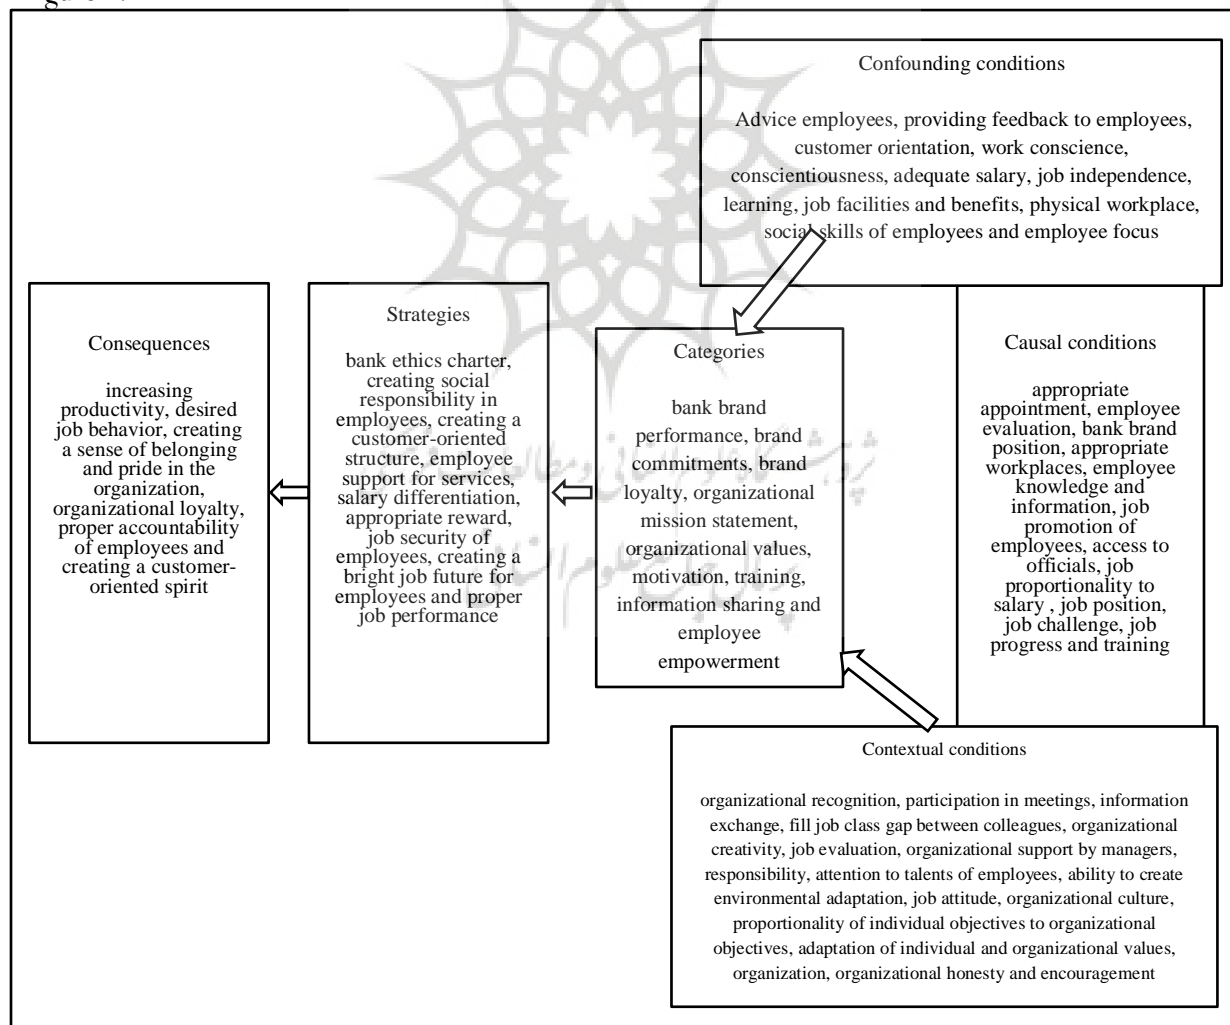 Confounding conditions
Advice employees, providing feedback to employees,
customer orientation, work conscience,
conscientiousness, adequate salary, job independence,
learning, job facilities and benefits, physical workplace,
social skills of employees and employee focus
Consequences
increasing
productivity, desired
job behavior, creating
a sense of belonging
and pride in the
organization,
organizational loyalty,
proper accountability
of employees and
creating a customer-
oriented spirit
Strategies
bank ethics charter,
creating social
responsibility in
employees, creating a
customer-oriented
structure, employee
support for services,
salary differentiation,
appropriate reward,
job security of
employees, creating a
bright job future for
employees and proper
job performance
Categories
bank brand
performance, brand
commitments, brand
loyalty, organizational
mission statement,
organizational values,
motivation, training,
information sharing and
employee
empowerment
Causal conditions
appropriate
appointment, employee
evaluation, bank brand
position, appropriate
workplaces, employee
knowledge and
information, job
promotion of
employees, access to
officials, job
proportionality to
salary , job position,
job challenge, job
progress and training
Contextual conditions
organizational recognition, participation in meetings, information
exchange, fill job class gap between colleagues, organizational
creativity, job evaluation, organizational support by managers,
responsibility, attention to talents of employees, ability to create
environmental adaptation, job attitude, organizational culture,
proportionality of individual objectives to organizational
objectives, adaptation of individual and organizational values,
organization, organizational honesty and encouragement
پژوهشگاه علوم انسانی و مطالعات
پرتال جامع علوم انسانی